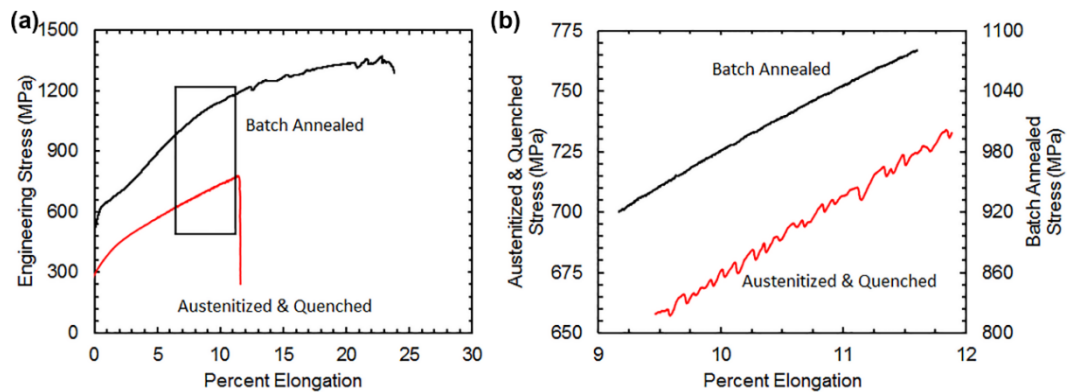 (a)
1500
1200
900
600
300
0
Engineering Stress (MPa)
Batch Annealed
Austenitized & Quenched
0 5 10 15 20 25 30
Percent Elongation
(b)
775
750
725
700
675
650
Austenitized & Quenched
Stress (MPa)
Batch Annealed
Austenitized & Quenched
1100
1040
980
920
860
800
Batch Annealed
Stress (MPa)
9 10 11 12
Percent Elongation